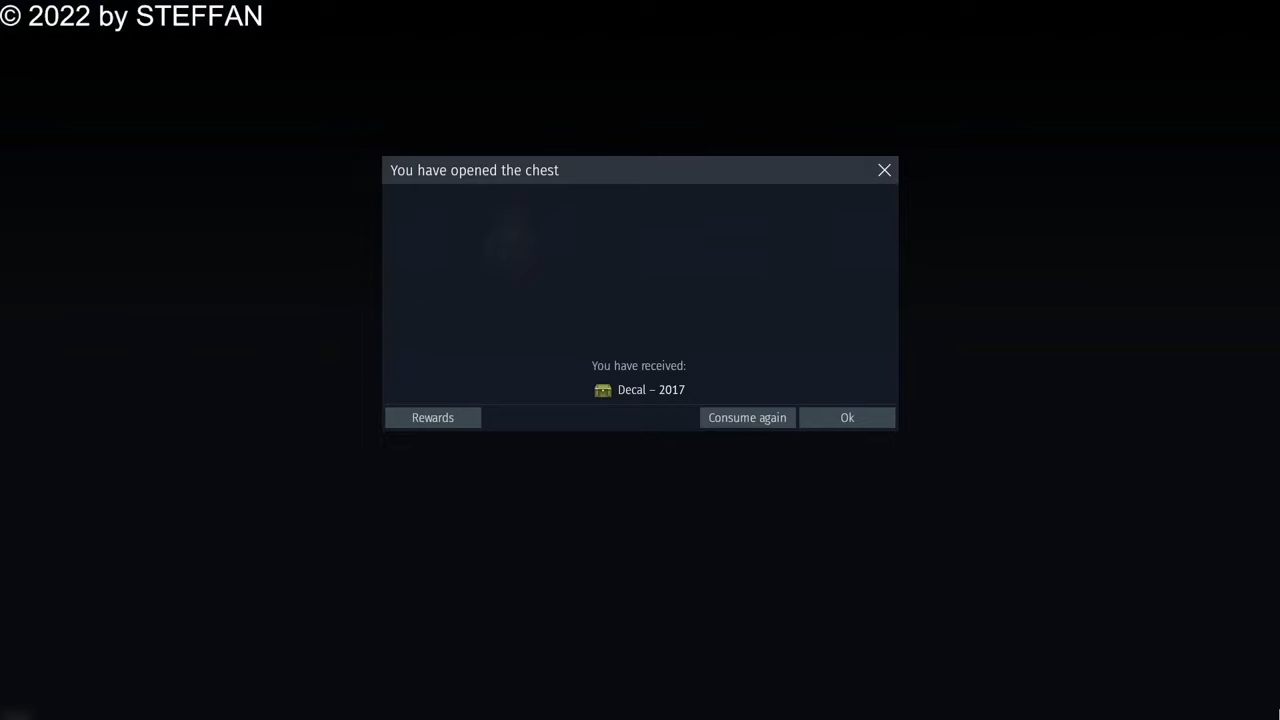 © 2022 by STEFFAN
You have opened the chest
You have received:
Decal – 2017
Rewards
Consume again
Ok